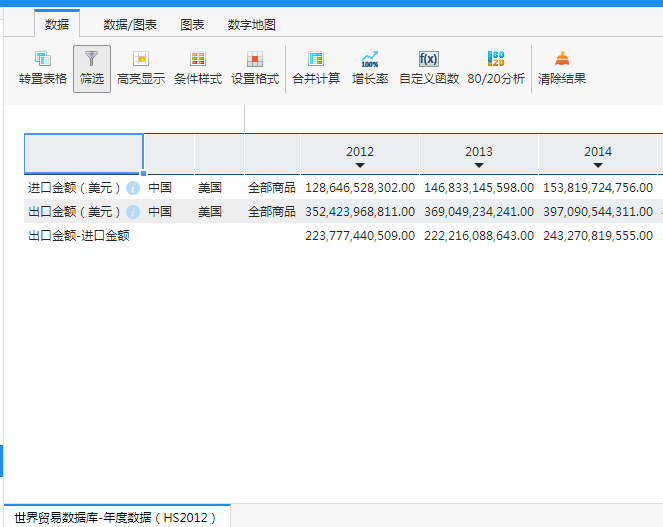 数据 数据/图表 图表 数字地图
转置表格 筛选 高亮显示 条件样式 设置格式 合并计算 100% 增长率 f(x) 自定义函数 80 20 80/20分析 清除结果
2012 2013 2014
进口金额（美元） i 中国 美国 全部商品 128,646,528,302.00 146,833,145,598.00 153,819,724,756.00
出口金额（美元） i 中国 美国 全部商品 352,423,968,811.00 369,049,234,241.00 397,090,544,311.00
出口金额-进口金额 223,777,440,509.00 222,216,088,643.00 243,270,819,555.00
世界贸易数据库-年度数据（HS2012）